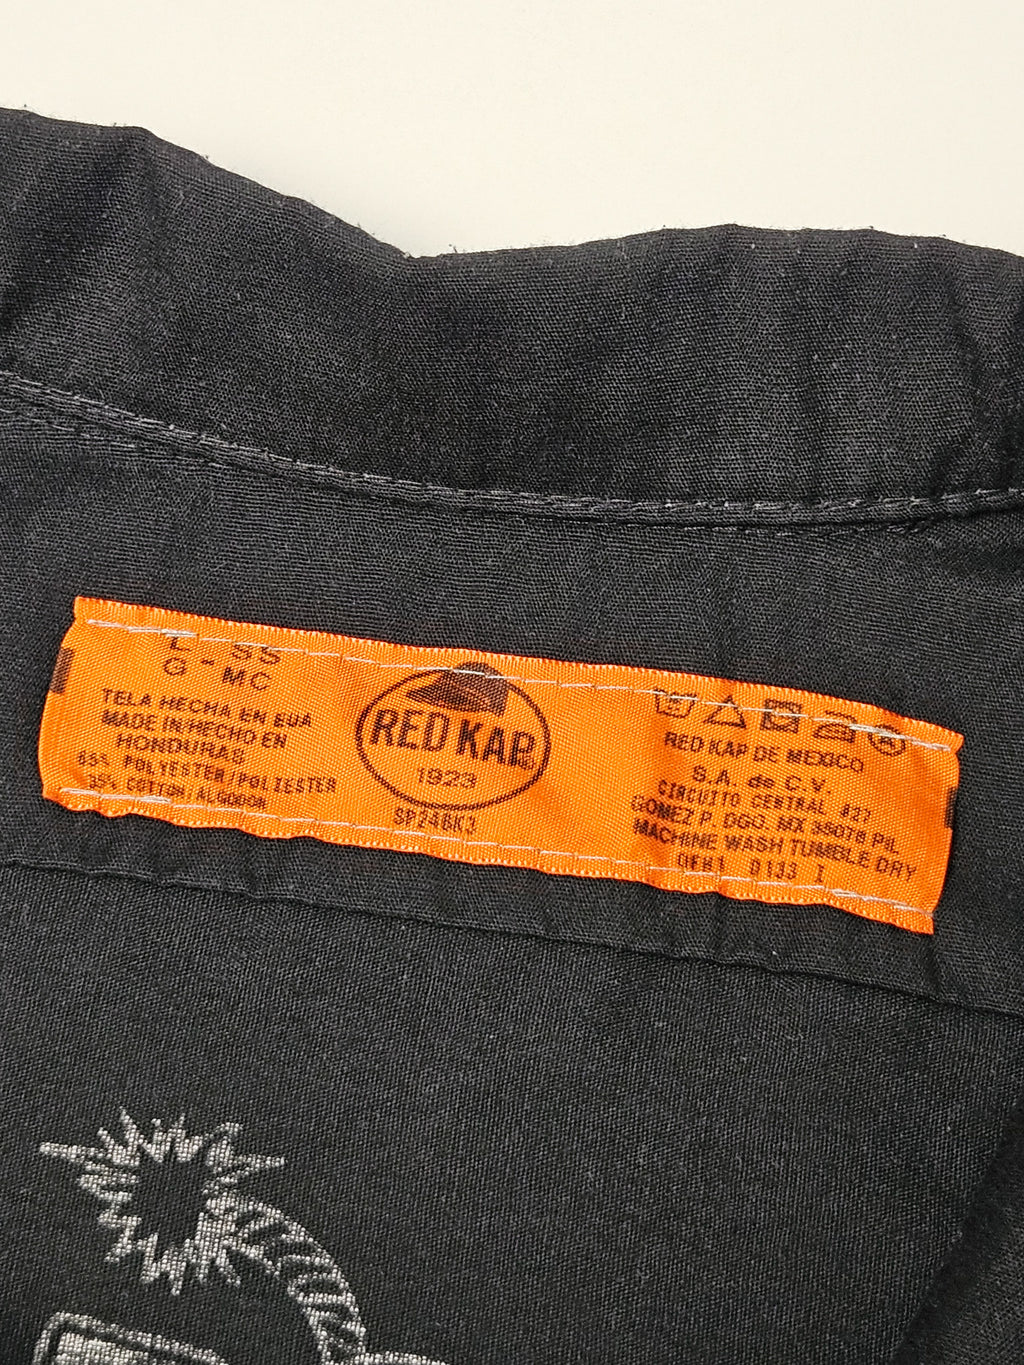 L - SS
G - MC
TELA HECHA EN EUA
MADE IN/HECHO EN
HONDURAS
65% POLYESTER/POLIESTER
35% COTTON/ALGODON
RED KAP
1923
SP24BK3
RED KAP DE MEXICO
S.A. de C.V.
CIRCUITO CENTRAL #27
GOMEZ P. DGO. MX 35078 PIL
MACHINE WASH TUMBLE DRY
0133 I